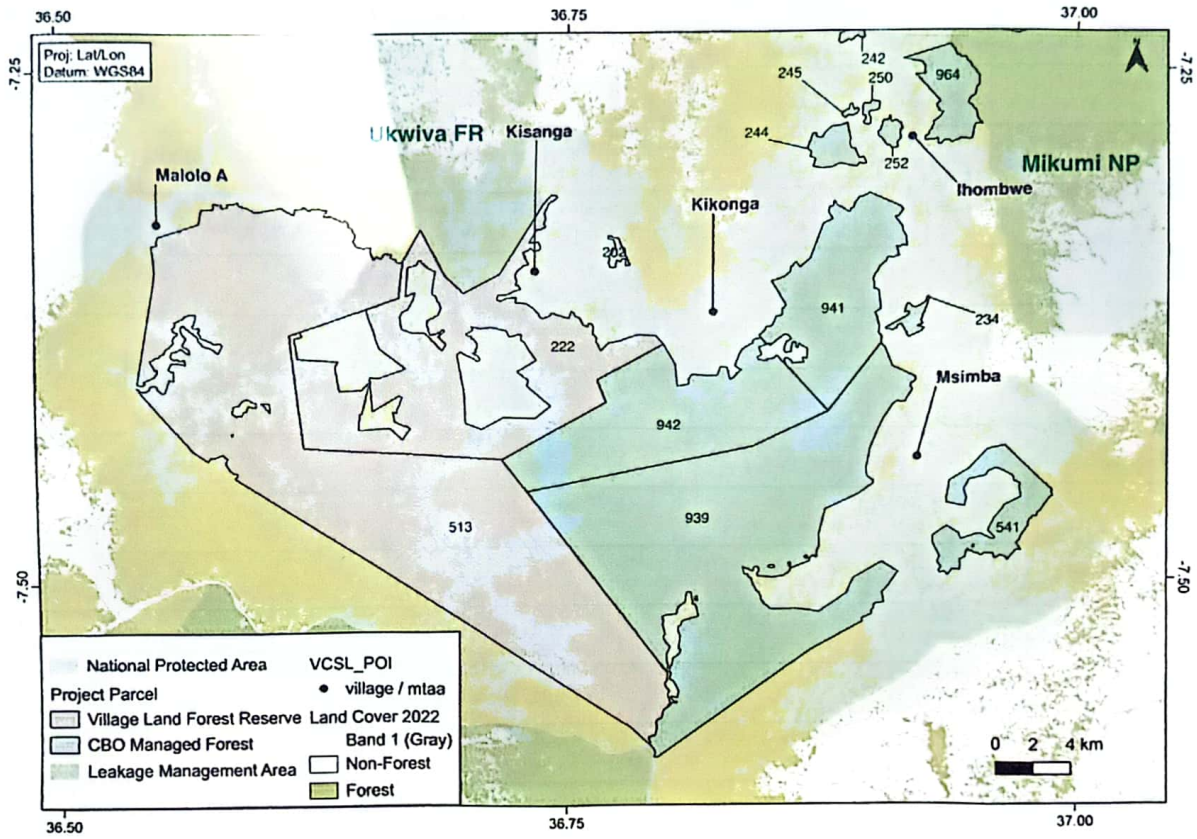 36.50
36.75
37.00
Proj: Lat/Lon
Datum: WGS84
-7.25
-7.25
242
245
250
964
Ukwiva FR
Kisanga
244
252
Mikumi NP
Malolo A
Ihombwe
Kikonga
202
941
234
222
Msimba
942
513
939
541
-7.50
-7.50
National Protected Area
Project Parcel
Village Land Forest Reserve
CBO Managed Forest
Leakage Management Area
VCSL_POI
village / mtaa
Land Cover 2022
Band 1 (Gray)
Non-Forest
Forest
0 2 4 km
36.50
36.75
37.00